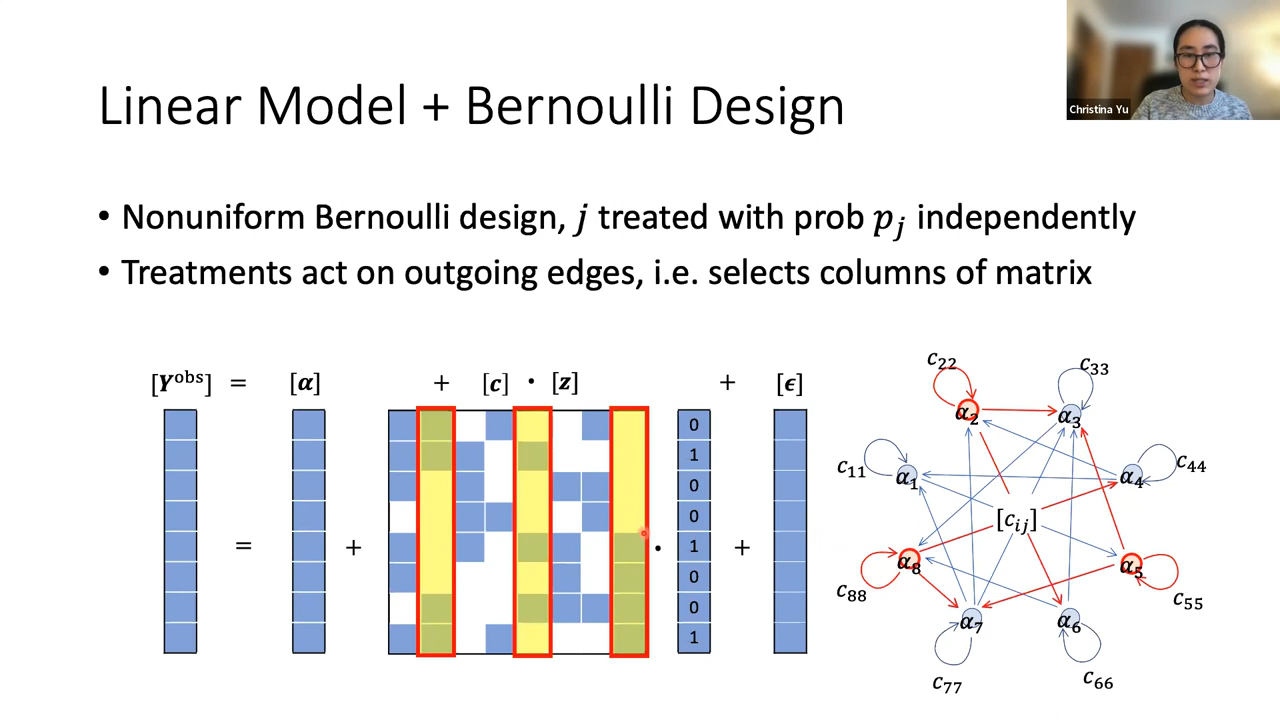 Christina Yu
Linear Model + Bernoulli Design
• Nonuniform Bernoulli design, j treated with prob pⱼ independently
• Treatments act on outgoing edges, i.e. selects columns of matrix
[Yᵒᵇˢ] = [α] + [c] · [z] + [ϵ]
= + · +
0
1
0
0
1
0
0
1
c₂₂
c₃₃
α₂
α₃
c₁₁
α₁
α₄
c₄₄
[cᵢⱼ]
α₈
α₅
c₈₈
c₅₅
α₇
α₆
c₇₇
c₆₆